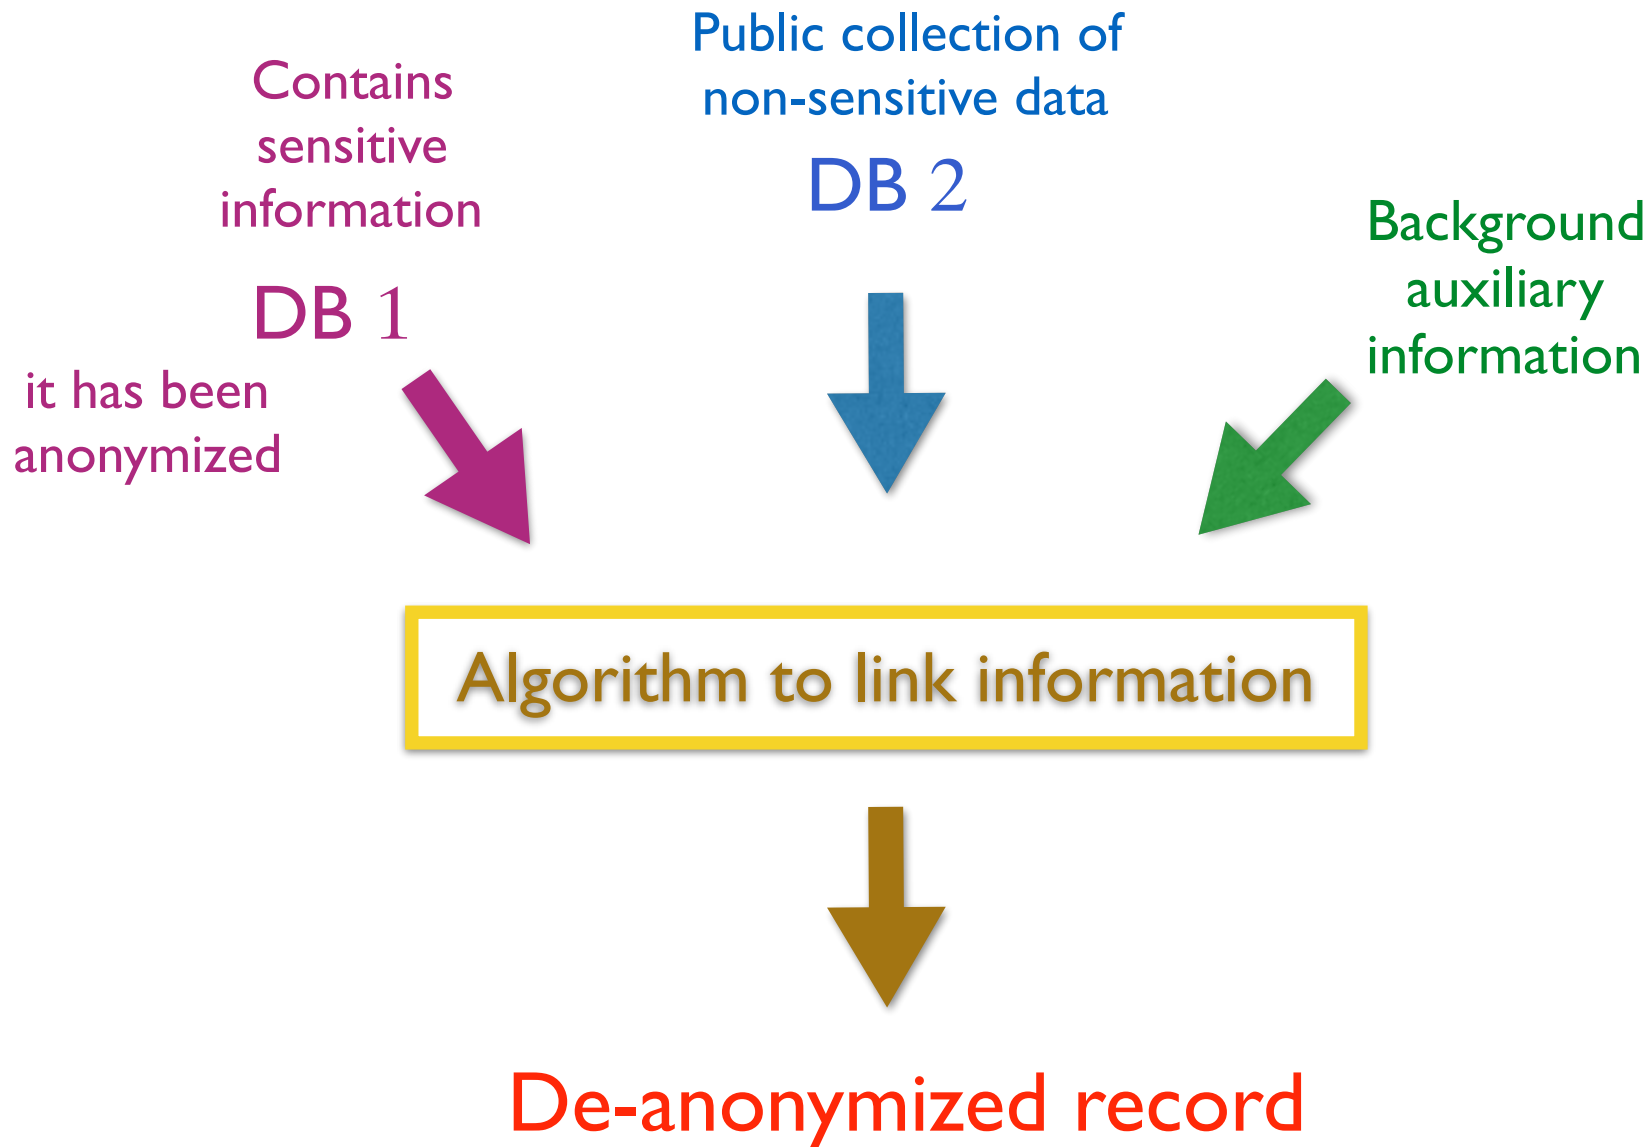 Contains
sensitive
information
DB 1
it has been
anonymized
Public collection of
non-sensitive data
DB 2
Background
auxiliary
information
Algorithm to link information
De-anonymized record